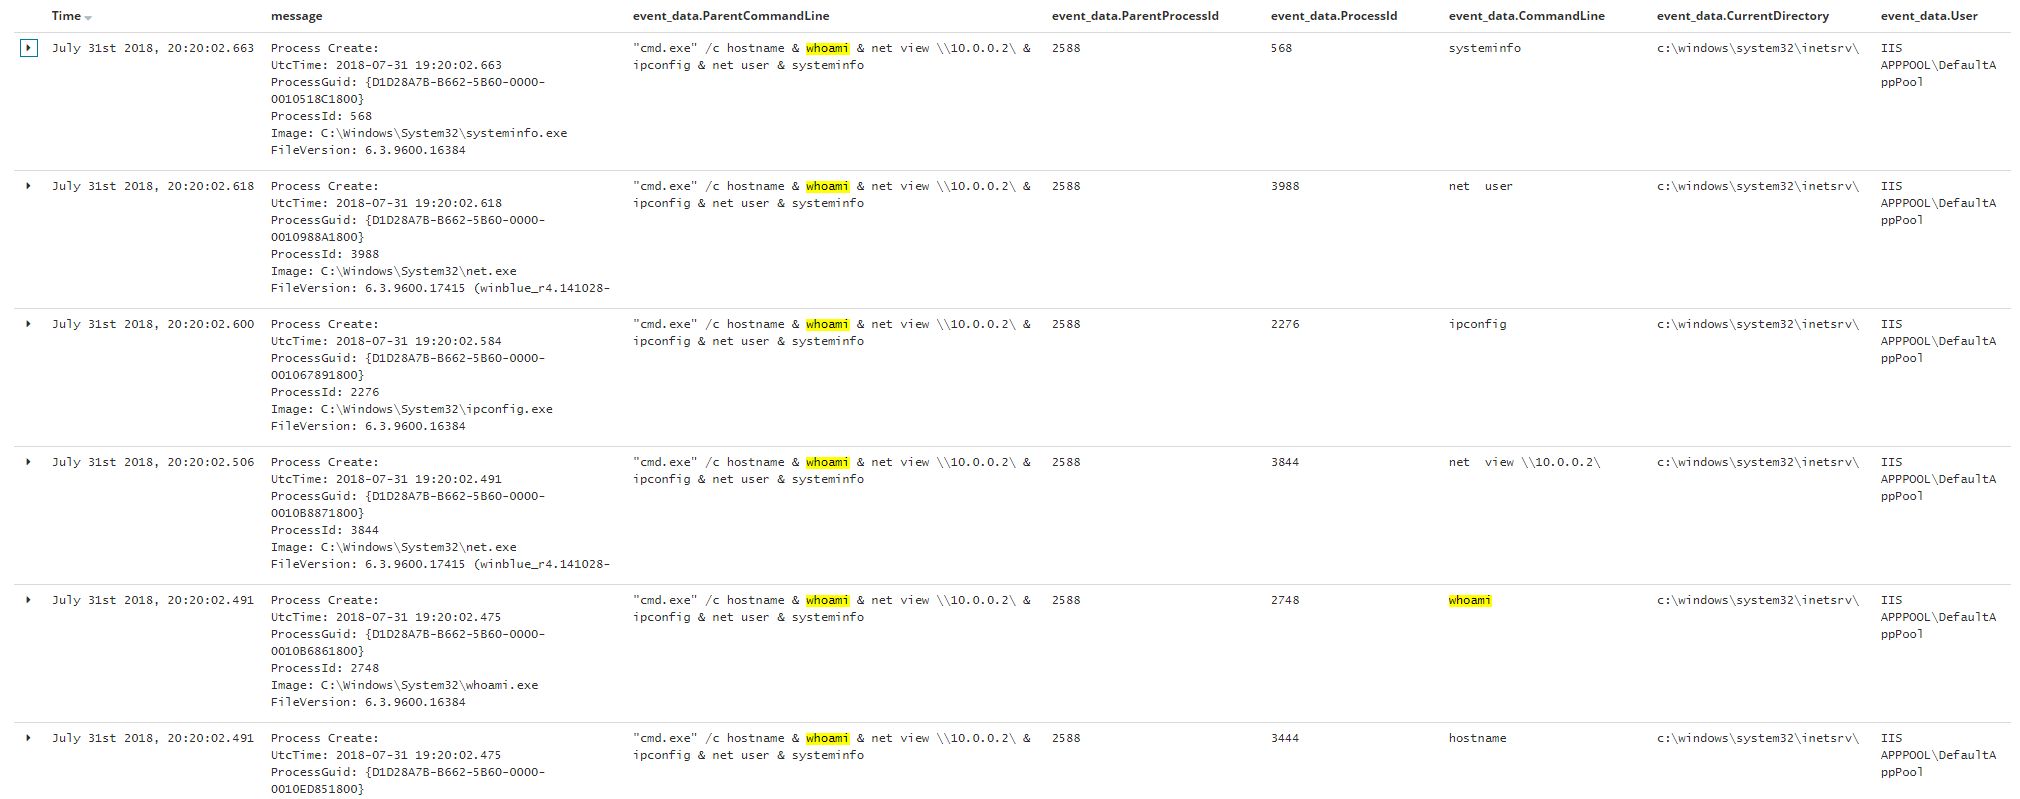 Time message event_data.ParentCommandLine event_data.ParentProcessId event_data.ProcessId event_data.CommandLine event_data.CurrentDirectory event_data.User
July 31st 2018, 20:20:02.663 Process Create: "cmd.exe" /c hostname & whoami & net view \\10.0.0.2\ & 2588 568 systeminfo c:\windows\system32\inetsrv\ IIS
UtcTime: 2018-07-31 19:20:02.663 ipconfig & net user & systeminfo APPPOOL\DefaultA
ProcessGuid: {D1D28A7B-B662-5B60-0000- ppPool
0010518C1800}
ProcessId: 568
Image: C:\Windows\System32\systeminfo.exe
FileVersion: 6.3.9600.16384
July 31st 2018, 20:20:02.618 Process Create: "cmd.exe" /c hostname & whoami & net view \\10.0.0.2\ & 2588 3988 net  user c:\windows\system32\inetsrv\ IIS
UtcTime: 2018-07-31 19:20:02.618 ipconfig & net user & systeminfo APPPOOL\DefaultA
ProcessGuid: {D1D28A7B-B662-5B60-0000- ppPool
0010988A1800}
ProcessId: 3988
Image: C:\Windows\System32\net.exe
FileVersion: 6.3.9600.17415 (winblue_r4.141028-
July 31st 2018, 20:20:02.600 Process Create: "cmd.exe" /c hostname & whoami & net view \\10.0.0.2\ & 2588 2276 ipconfig c:\windows\system32\inetsrv\ IIS
UtcTime: 2018-07-31 19:20:02.584 ipconfig & net user & systeminfo APPPOOL\DefaultA
ProcessGuid: {D1D28A7B-B662-5B60-0000- ppPool
001067891800}
ProcessId: 2276
Image: C:\Windows\System32\ipconfig.exe
FileVersion: 6.3.9600.16384
July 31st 2018, 20:20:02.506 Process Create: "cmd.exe" /c hostname & whoami & net view \\10.0.0.2\ & 2588 3844 net  view \\10.0.0.2\ c:\windows\system32\inetsrv\ IIS
UtcTime: 2018-07-31 19:20:02.491 ipconfig & net user & systeminfo APPPOOL\DefaultA
ProcessGuid: {D1D28A7B-B662-5B60-0000- ppPool
0010B8871800}
ProcessId: 3844
Image: C:\Windows\System32\net.exe
FileVersion: 6.3.9600.17415 (winblue_r4.141028-
July 31st 2018, 20:20:02.491 Process Create: "cmd.exe" /c hostname & whoami & net view \\10.0.0.2\ & 2588 2748 whoami c:\windows\system32\inetsrv\ IIS
UtcTime: 2018-07-31 19:20:02.475 ipconfig & net user & systeminfo APPPOOL\DefaultA
ProcessGuid: {D1D28A7B-B662-5B60-0000- ppPool
0010B6861800}
ProcessId: 2748
Image: C:\Windows\System32\whoami.exe
FileVersion: 6.3.9600.16384
July 31st 2018, 20:20:02.491 Process Create: "cmd.exe" /c hostname & whoami & net view \\10.0.0.2\ & 2588 3444 hostname c:\windows\system32\inetsrv\ IIS
UtcTime: 2018-07-31 19:20:02.475 ipconfig & net user & systeminfo APPPOOL\DefaultA
ProcessGuid: {D1D28A7B-B662-5B60-0000- ppPool
0010ED851800}